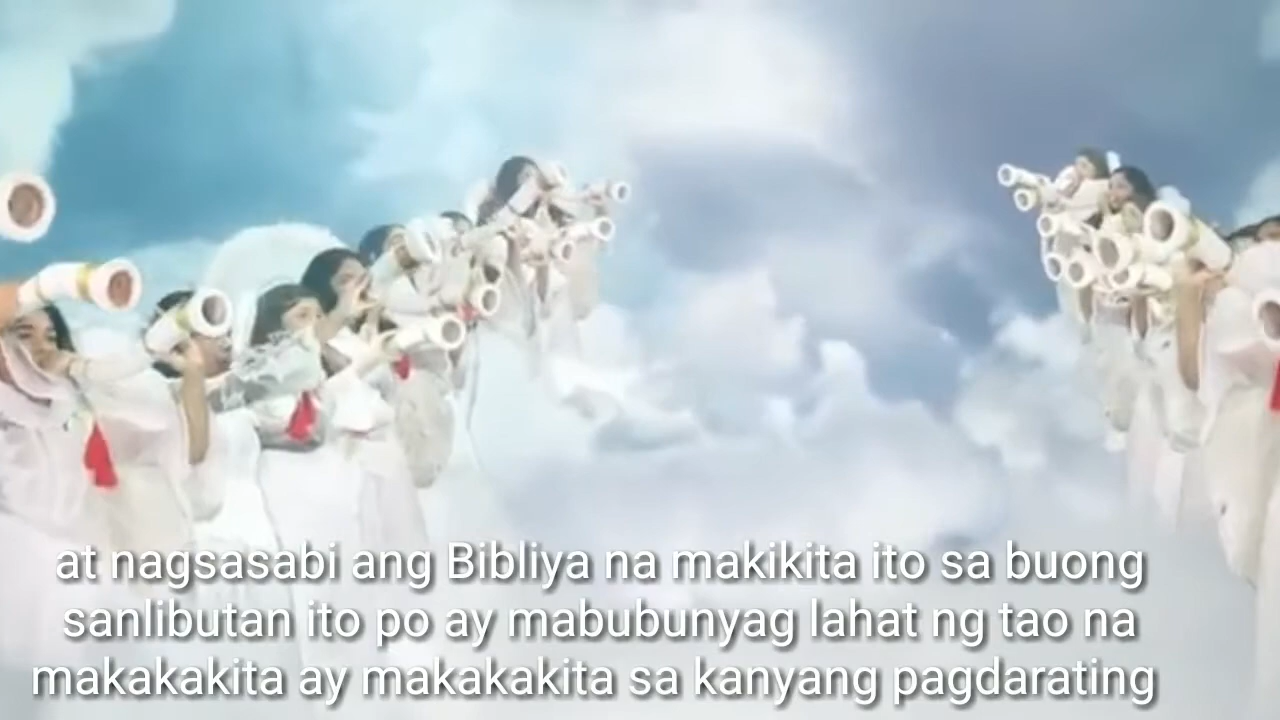 at nagsasabi ang Bibliya na makikita ito sa buong
sanlibutan ito po ay mabubunyag lahat ng tao na
makakakita ay makakakita sa kanyang pagdarating